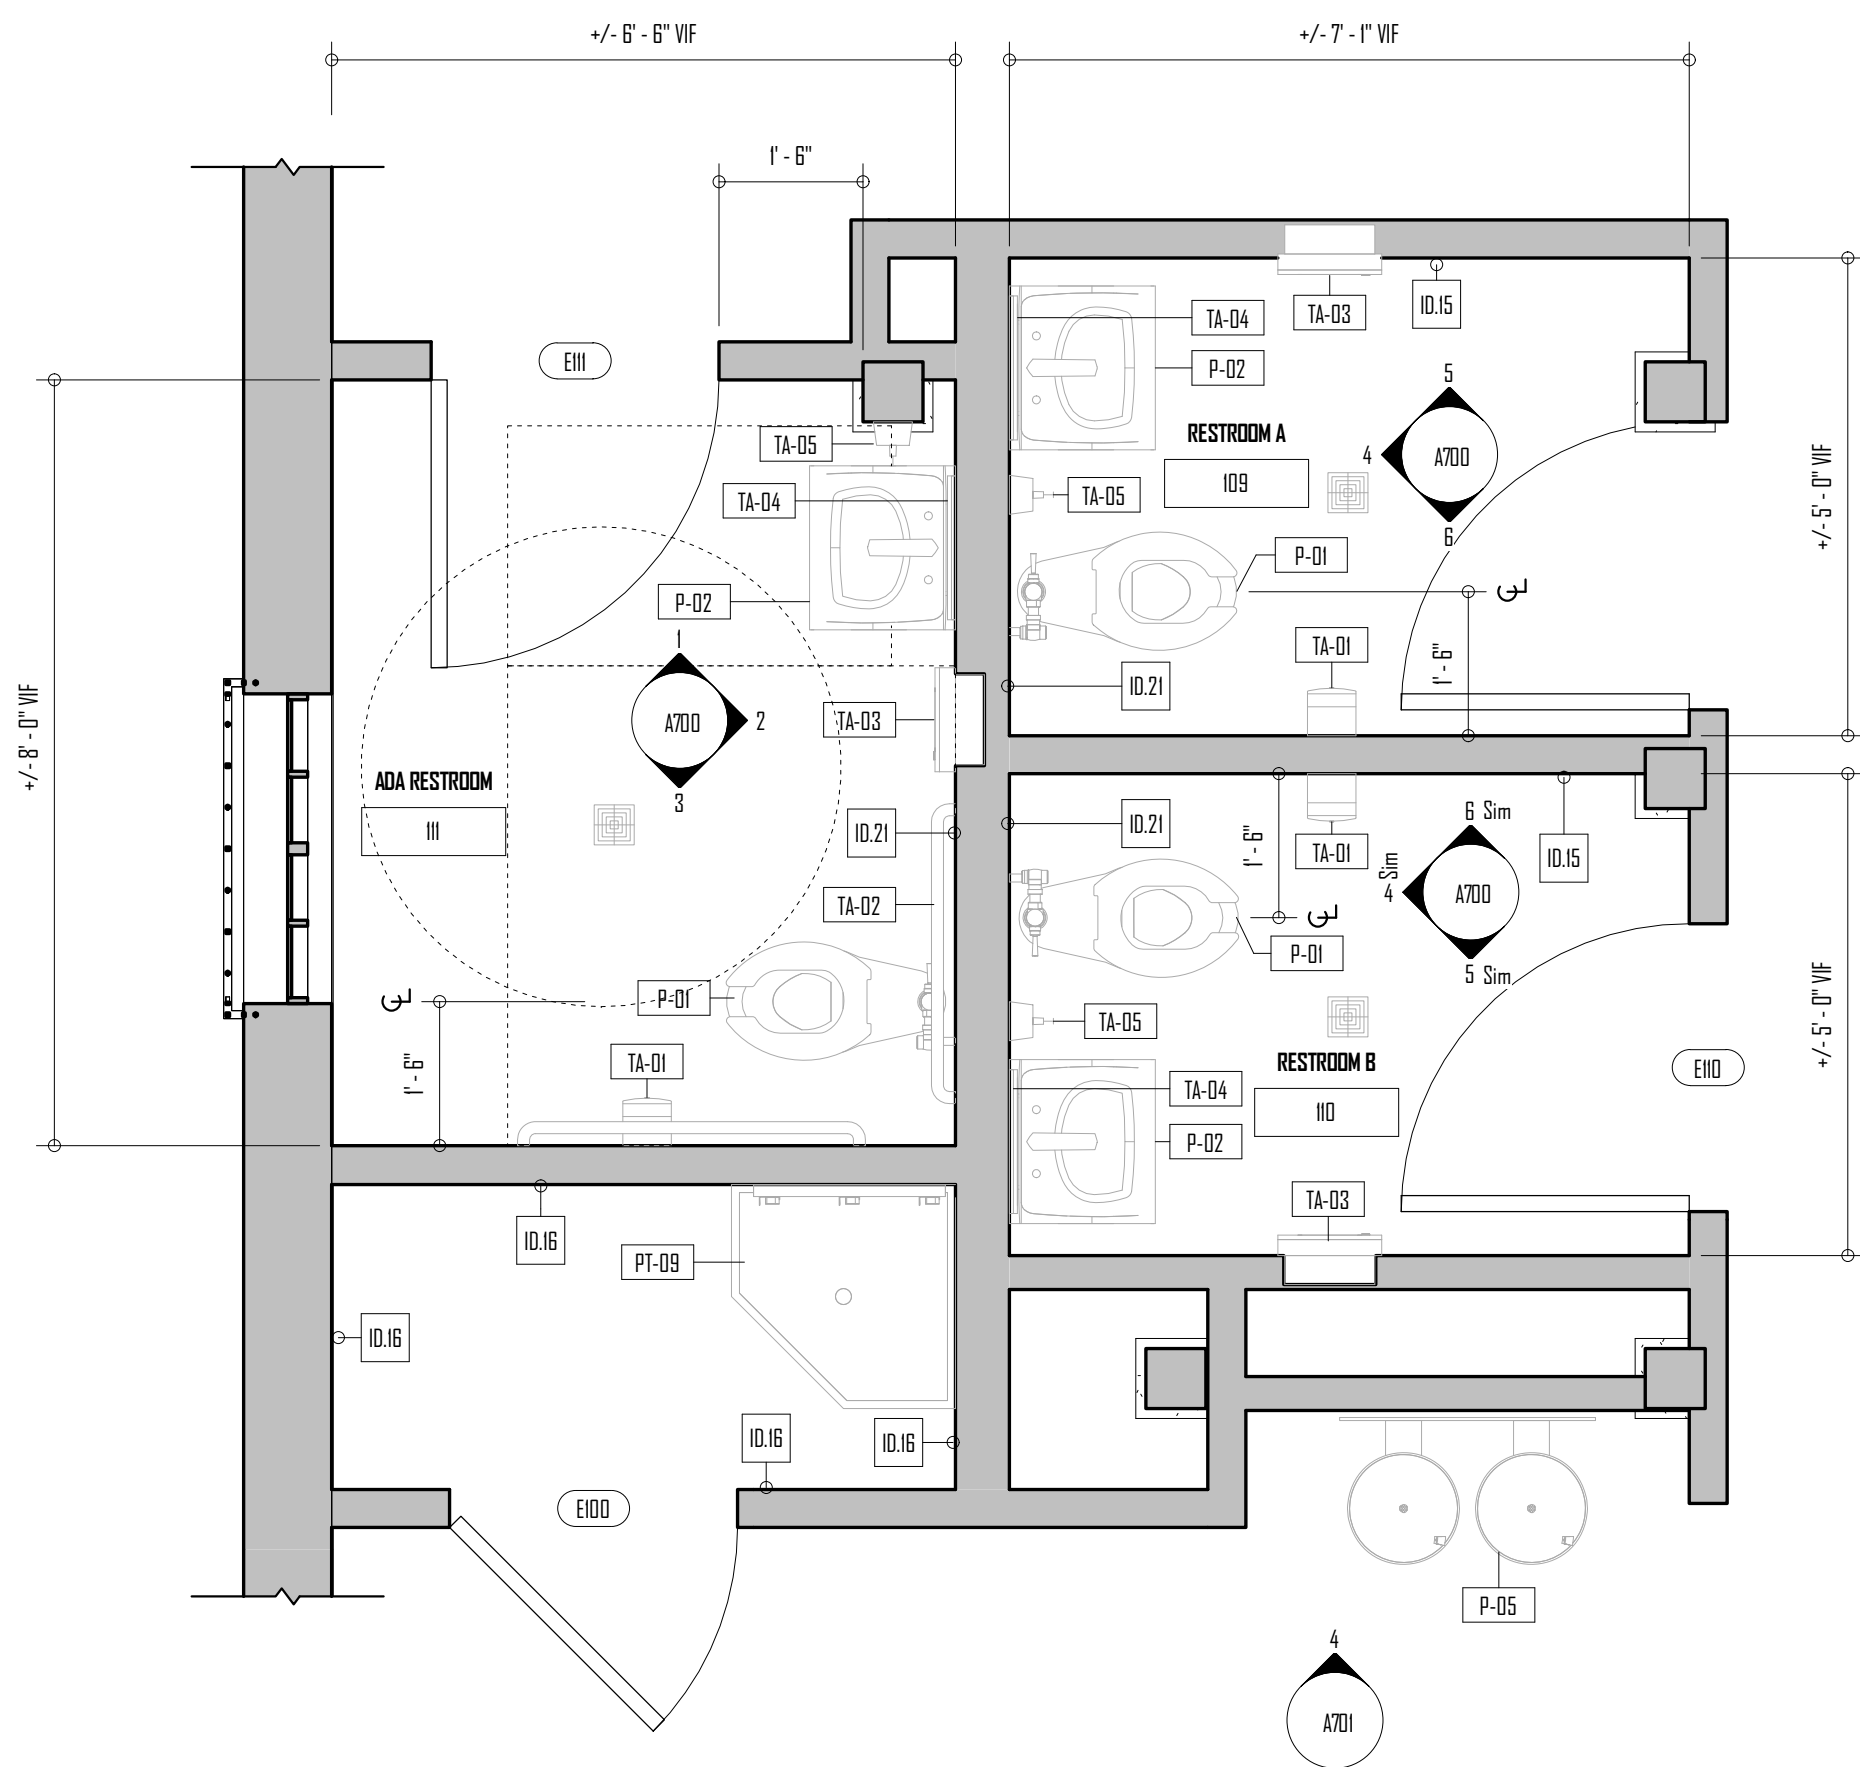 +/- 6' - 6" VIF
+/- 7' - 1" VIF
1' - 6"
E111
TA-03
ID.15
TA-04
P-02
5
4
A700
6
RESTROOM A
109
TA-05
TA-04
TA-05
P-01
+/- 5' - 0" VIF
P-02
1
A700
2
3
TA-03
TA-01
1' - 6"
ID.21
+/- 8' - 0" VIF
ADA RESTROOM
111
ID.21
ID.21
1' - 6"
TA-01
6 Sim
4 Sim
A700
5 Sim
ID.15
TA-02
P-01
P-01
TA-05
+/- 5' - 0" VIF
1' - 6"
TA-01
RESTROOM B
110
TA-04
P-02
E110
TA-03
ID.16
PT-09
ID.16
ID.16
ID.16
E100
P-05
4
A701